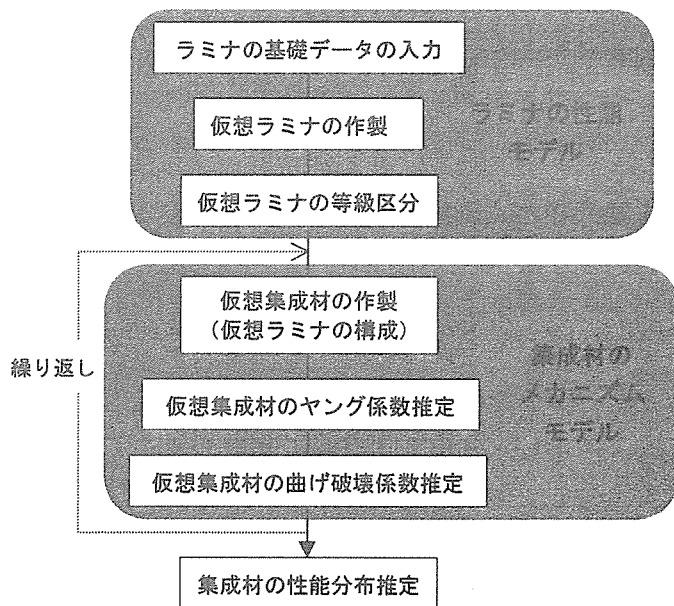 ラミナの基礎データの入力
仮想ラミナの作製
仮想ラミナの等級区分
ラミナの性能
モデル
仮想集成材の作製
(仮想ラミナの構成)
仮想集成材のヤング係数推定
仮想集成材の曲げ破壊係数推定
集成材の
メカニズム
モデル
繰り返し
集成材の性能分布推定